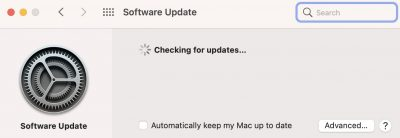 Software Update
Search
Checking for updates...
Software Update
Automatically keep my Mac up to date
Advanced...
?